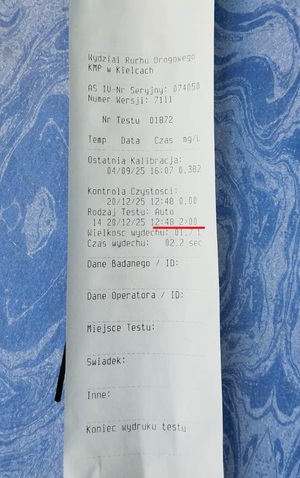 Wydzial Ruchu Drogowego
KMP w Kielcach
AS IV-Nr Seryjny: 074050
Numer Wersji: 7111
Nr Testu 01872
Temp Data Czas mg/L
Ostatnia Kalibracja:
04/09/25 16:07 0.382
Kontrola Czystosci:
20/12/25 12:48 0.00
Rodzaj Testu: Auto
14 20/12/25 12:48 2.00
Wielkosc wydechu: 01.7 l
Czas wydechu: 02.2 sec
Dane Badanego / ID:
Dane Operatora / ID:
Miejsce Testu:
Swiadek:
Inne:
Koniec wydruku testu